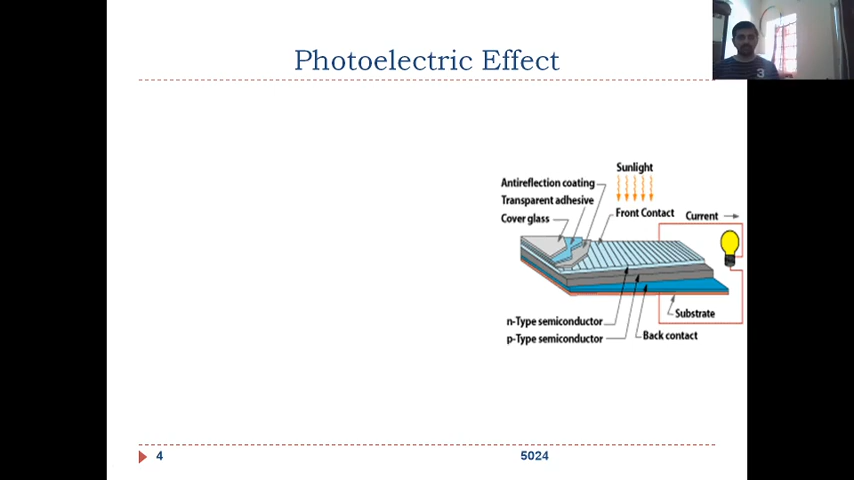 Photoelectric Effect
3
Sunlight
Antireflection coating
Transparent adhesive
Cover glass
Front Contact
Current
n-Type semiconductor
p-Type semiconductor
Substrate
Back contact
4
5024